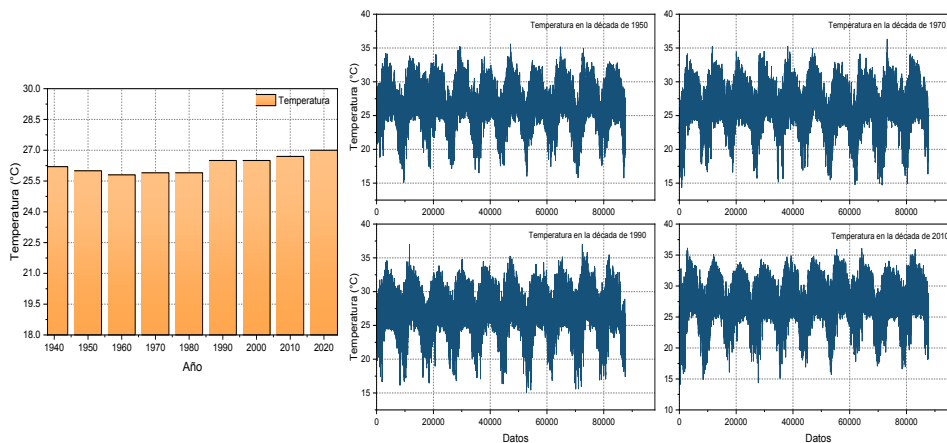 30.0
28.5
27.0
25.5
24.0
22.5
21.0
19.5
18.0
Temperatura (°C)
Temperatura
1940 1950 1960 1970 1980 1990 2000 2010 2020
Año
Temperatura en la década de 1950
40
35
30
25
20
15
Temperatura (°C)
0 20000 40000 60000 80000
Temperatura en la década de 1970
40
35
30
25
20
15
0 20000 40000 60000 80000
Temperatura en la década de 1990
40
35
30
25
20
15
Temperatura (°C)
0 20000 40000 60000 80000
Datos
Temperatura en la década de 2010
40
35
30
25
20
15
10
0 20000 40000 60000 80000
Datos